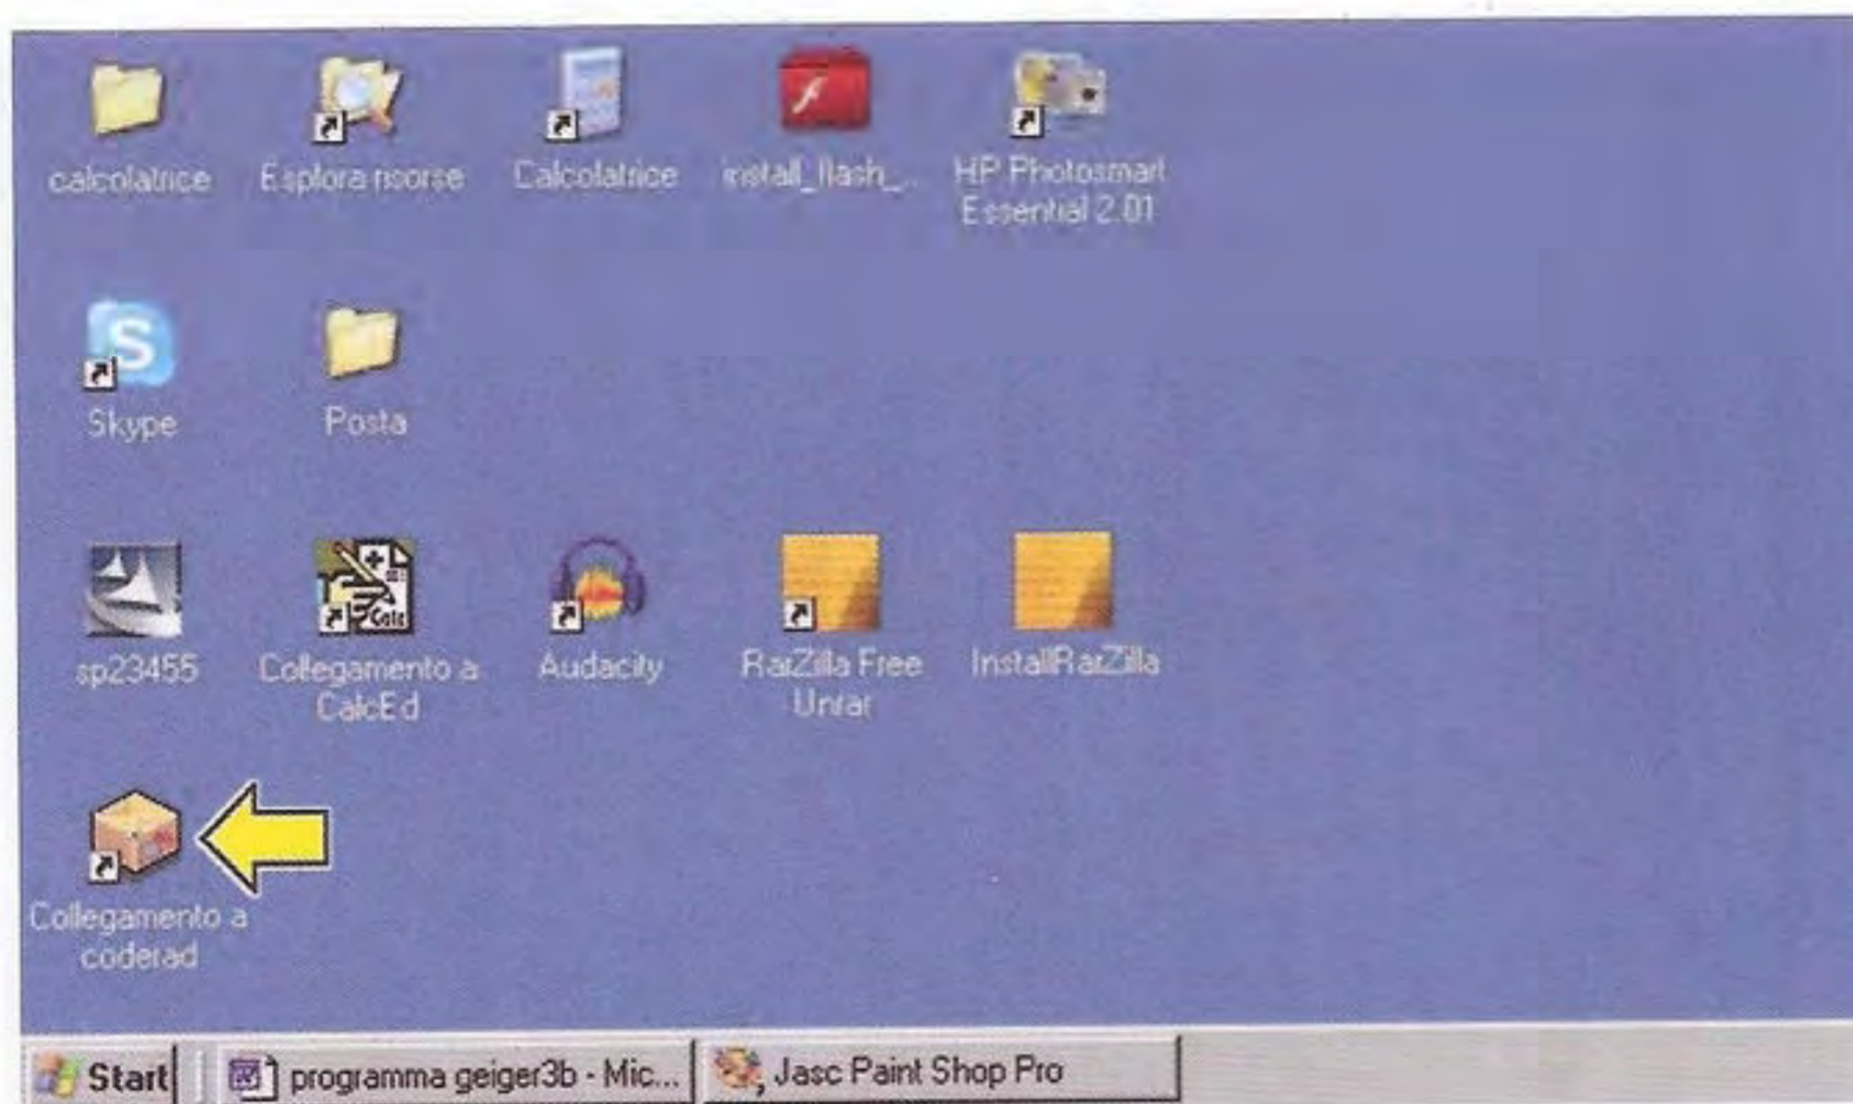 calcolatrice
Esplora risorse
Calcolatrice
install_flash_...
HP Photosmart
Essential 2.01
Skype
Posta
sp23455
Collegamento a
CalcEd
Audacity
RarZilla Free
Unrar
InstallRarZilla
Collegamento a
coderad
Start
programma geiger3b - Mic...
Jasc Paint Shop Pro